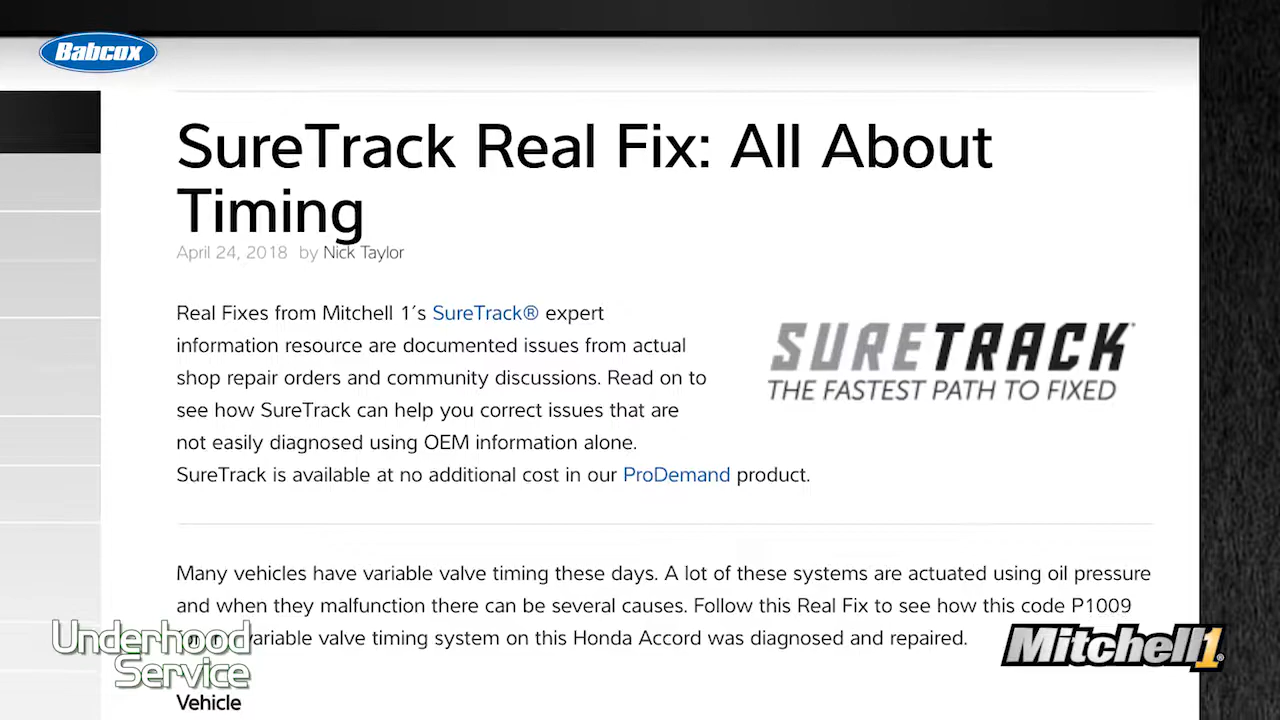 Babcox
SureTrack Real Fix: All About
Timing
April 24, 2018 by Nick Taylor
Real Fixes from Mitchell 1´s SureTrack® expert
information resource are documented issues from actual
shop repair orders and community discussions. Read on to
see how SureTrack can help you correct issues that are
not easily diagnosed using OEM information alone.
SureTrack is available at no additional cost in our ProDemand product.
SURETRACK
THE FASTEST PATH TO FIXED
Many vehicles have variable valve timing these days. A lot of these systems are actuated using oil pressure
and when they malfunction there can be several causes. Follow this Real Fix to see how this code P1009
variable valve timing system on this Honda Accord was diagnosed and repaired.
Vehicle
Underhood
Service
Mitchell1®